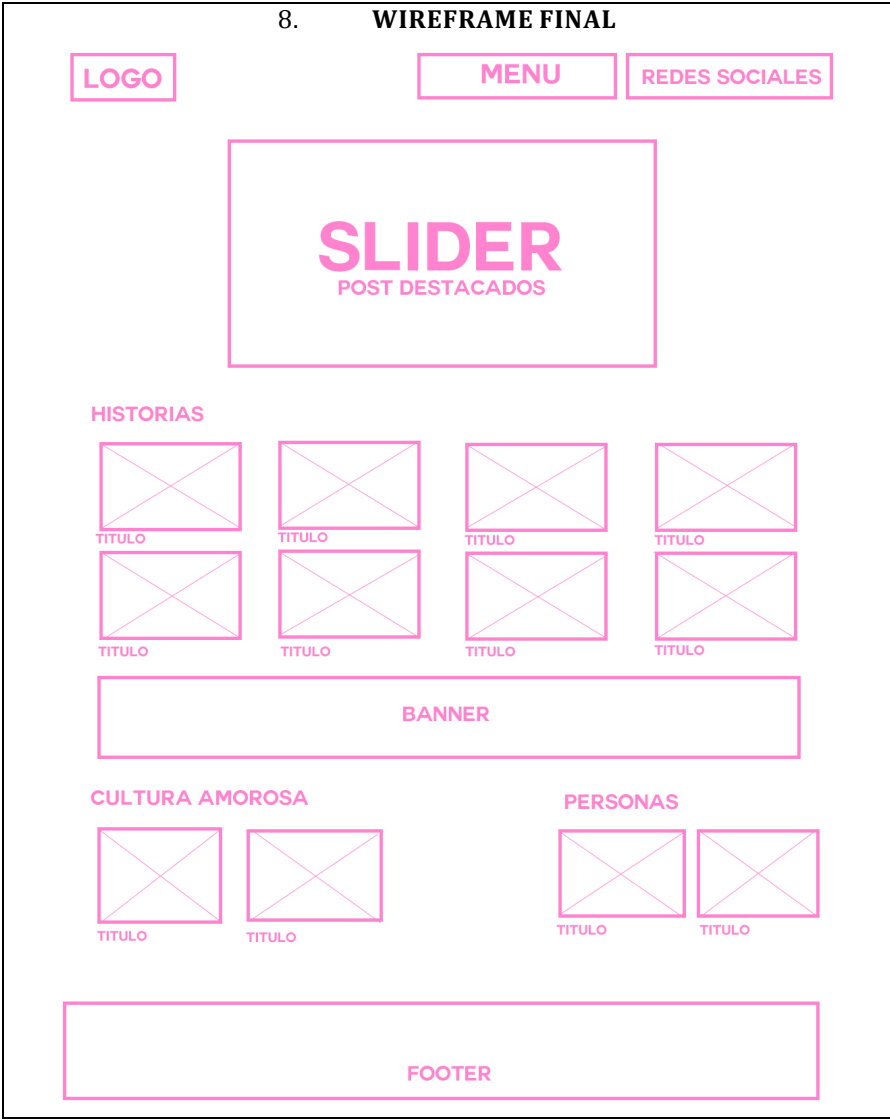 8. WIREFRAME FINAL
LOGO
MENU
REDES SOCIALES
SLIDER
POST DESTACADOS
HISTORIAS
TITULO TITULO TITULO TITULO
TITULO TITULO TITULO TITULO
BANNER
CULTURA AMOROSA
TITULO TITULO
PERSONAS
TITULO TITULO
FOOTER